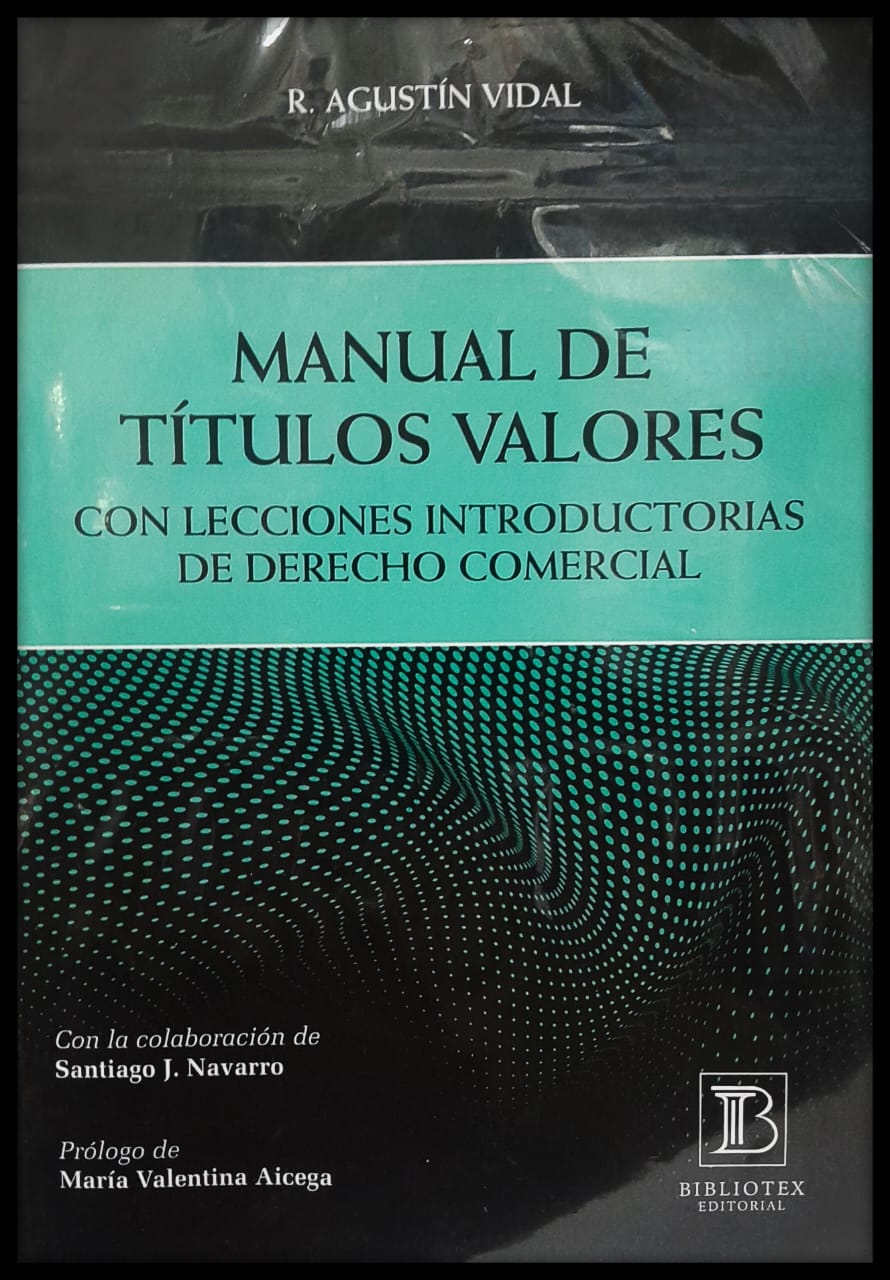 R. AGUSTÍN VIDAL
MANUAL DE
TÍTULOS VALORES
CON LECCIONES INTRODUCTORIAS
DE DERECHO COMERCIAL
Con la colaboración de
Santiago J. Navarro
Prólogo de
María Valentina Aicega
B
BIBLIOTEX
EDITORIAL